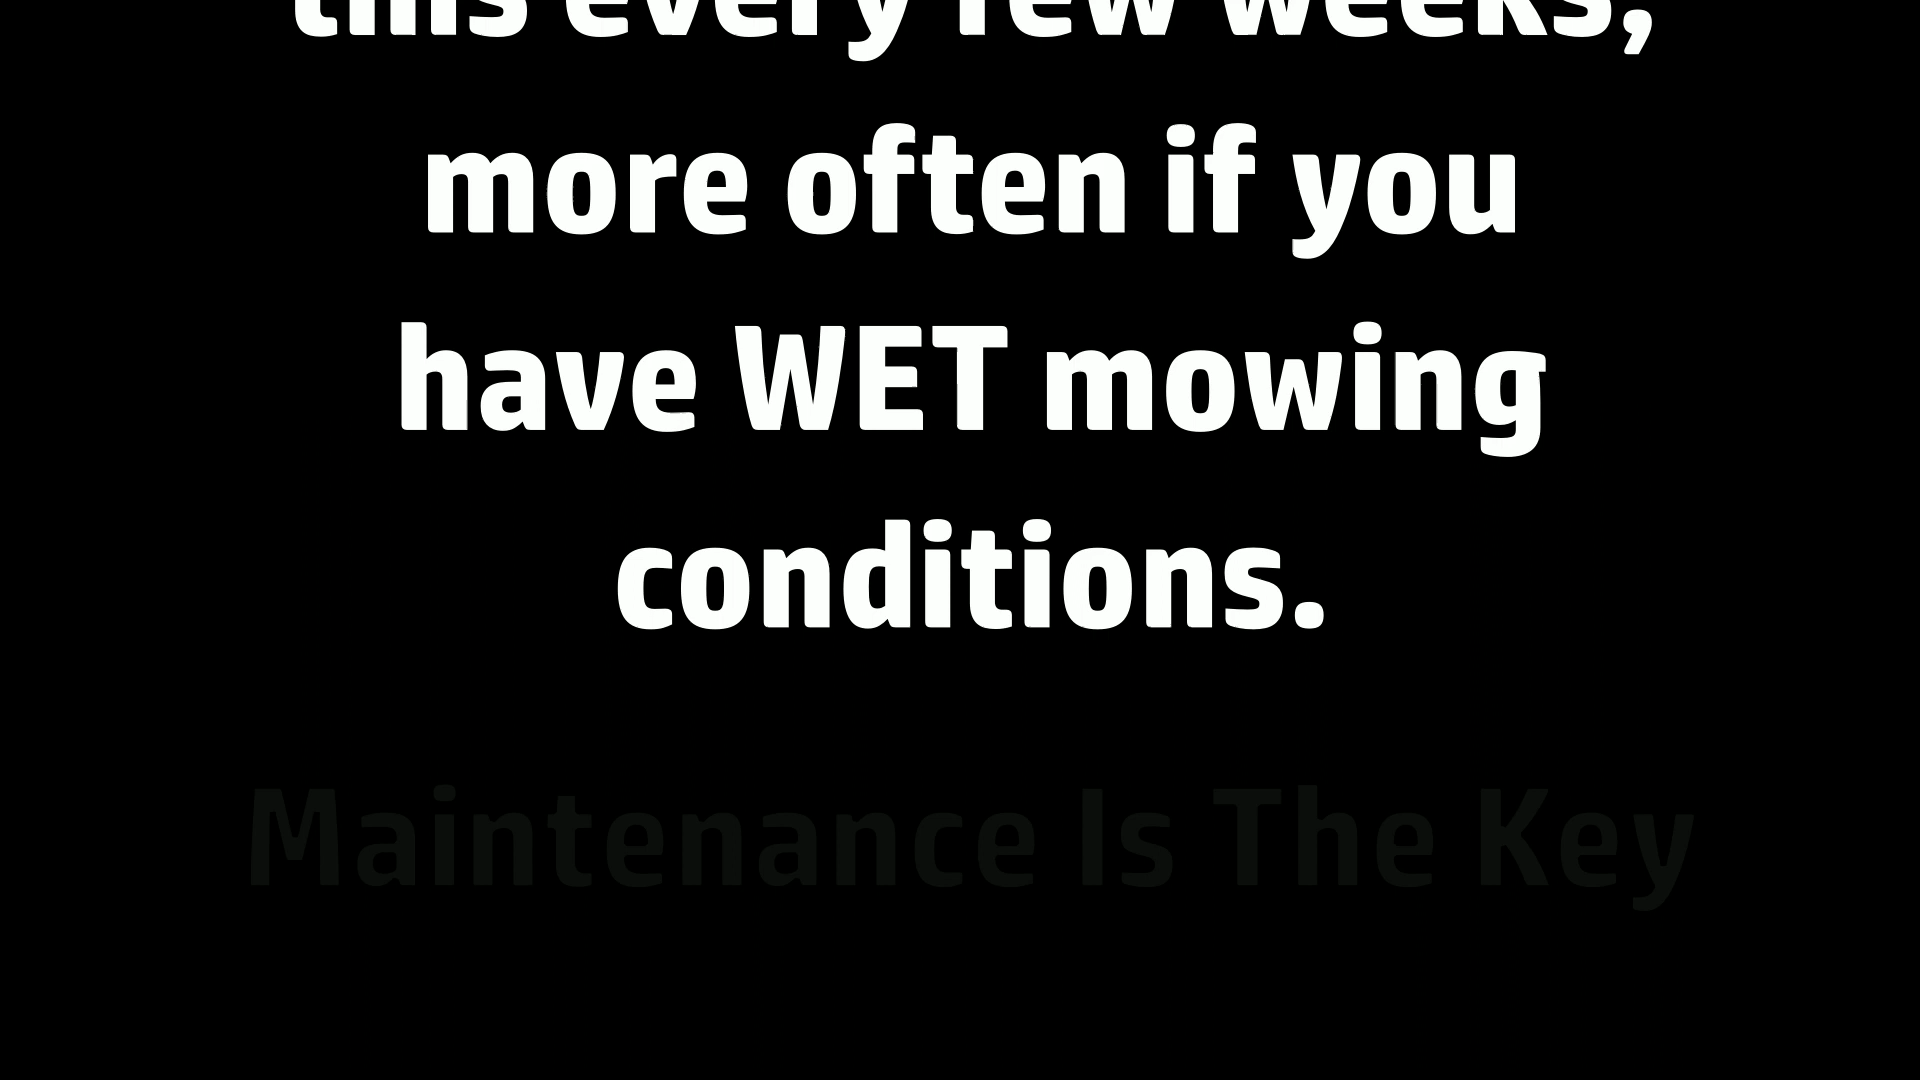 this every few weeks,
more often if you
have WET mowing
conditions.
Maintenance Is The Key